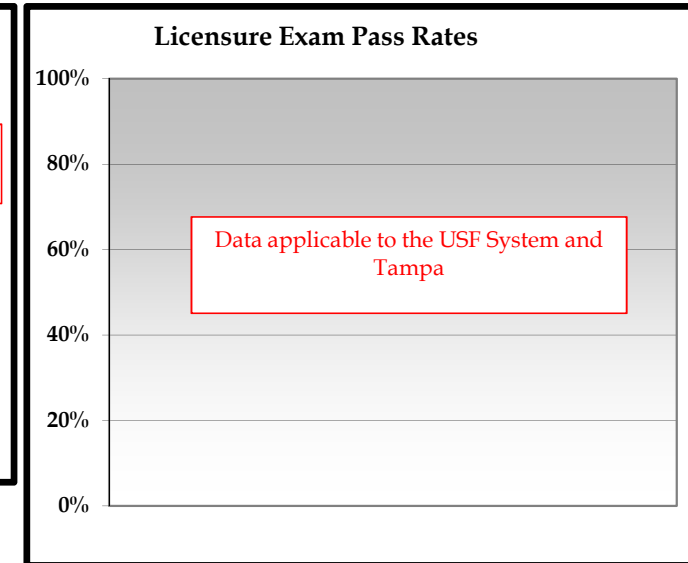 Licensure Exam Pass Rates
100%
80%
60%
40%
20%
0%
Data applicable to the USF System and
Tampa